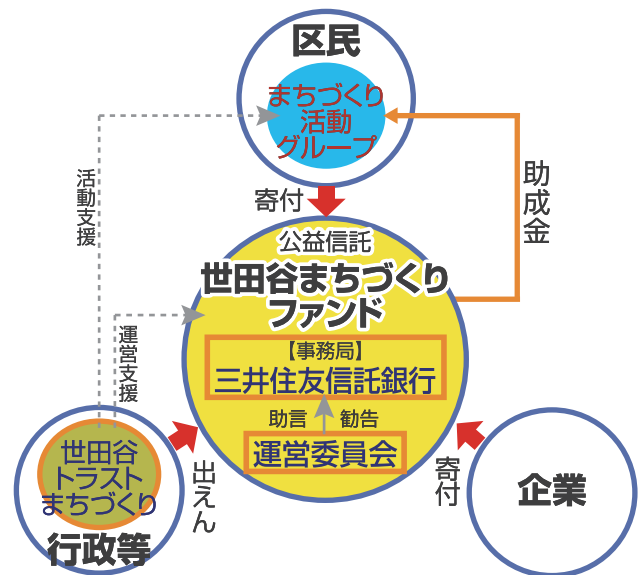 区民
まちづくり
活動
グループ
寄付
助成金
活動支援
公益信託
世田谷まちづくり
ファンド
運営支援
【事務局】
三井住友信託銀行
助言
勧告
運営委員会
世田谷
トラスト
まちづくり
行政等
出えん
寄付
企業